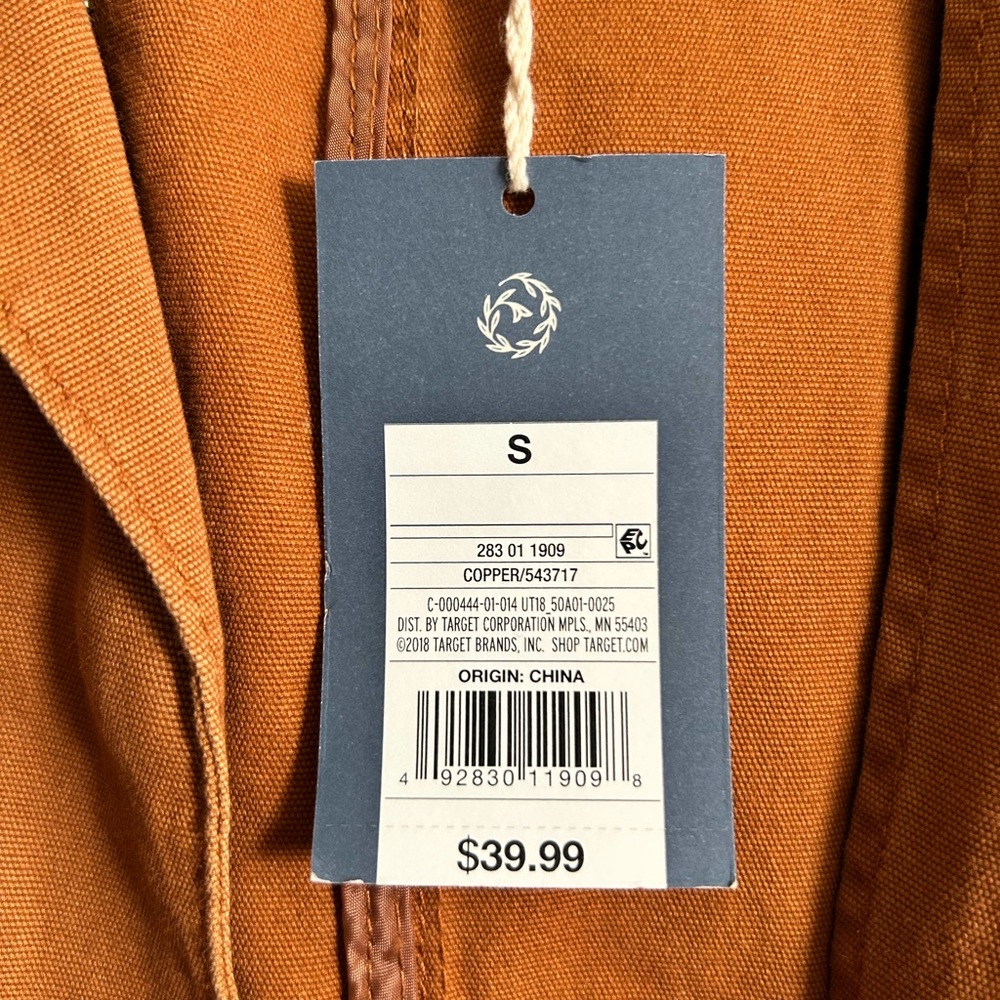 S
EPC™
283 01 1909
COPPER/543717
C-000444-01-014 UT18_50A01-0025
DIST. BY TARGET CORPORATION MPLS., MN 55403
©2018 TARGET BRANDS, INC. SHOP TARGET.COM
ORIGIN: CHINA
4 92830 11909 8
$39.99